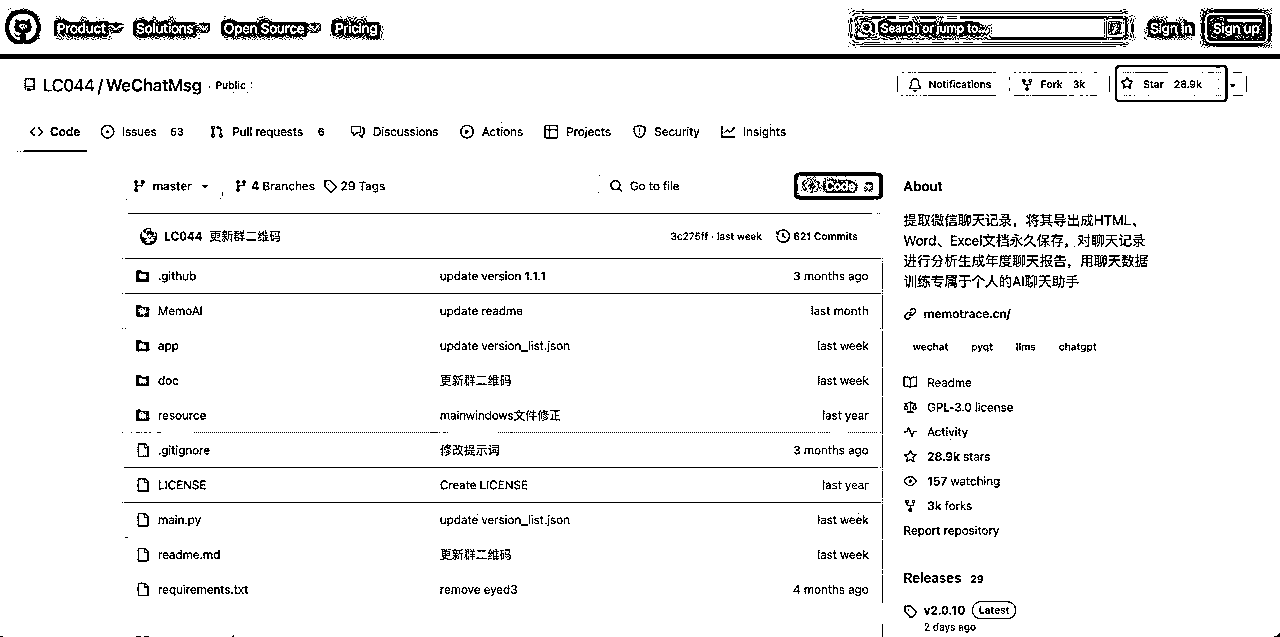 Product Solutions Open Source Pricing Search or jump to... / Sign in Sign up
LC044 / WeChatMsg Public
Notifications Fork 3k Star 28.9k
Code Issues 63 Pull requests 6 Discussions Actions Projects Security Insights
master 4 Branches 29 Tags Go to file Code
LC044 更新群二维码 3c275ff · last week 621 Commits
.github update version 1.1.1 3 months ago
MemoAI update readme last month
app update version_list.json last week
doc 更新群二维码 last week
resource mainwindows文件修正 last year
.gitignore 修改提示词 3 months ago
LICENSE Create LICENSE last year
main.py update version_list.json last week
readme.md 更新群二维码 last week
requirements.txt remove eyed3 4 months ago
About
提取微信聊天记录，将其导出成HTML、
Word、Excel文档永久保存，对聊天记录
进行分析生成年度聊天报告，用聊天数据
训练专属于个人的AI聊天助手
memotrace.cn/
wechat pyqt llms chatgpt
Readme
GPL-3.0 license
Activity
28.9k stars
157 watching
3k forks
Report repository
Releases 29
v2.0.10 Latest
2 days ago